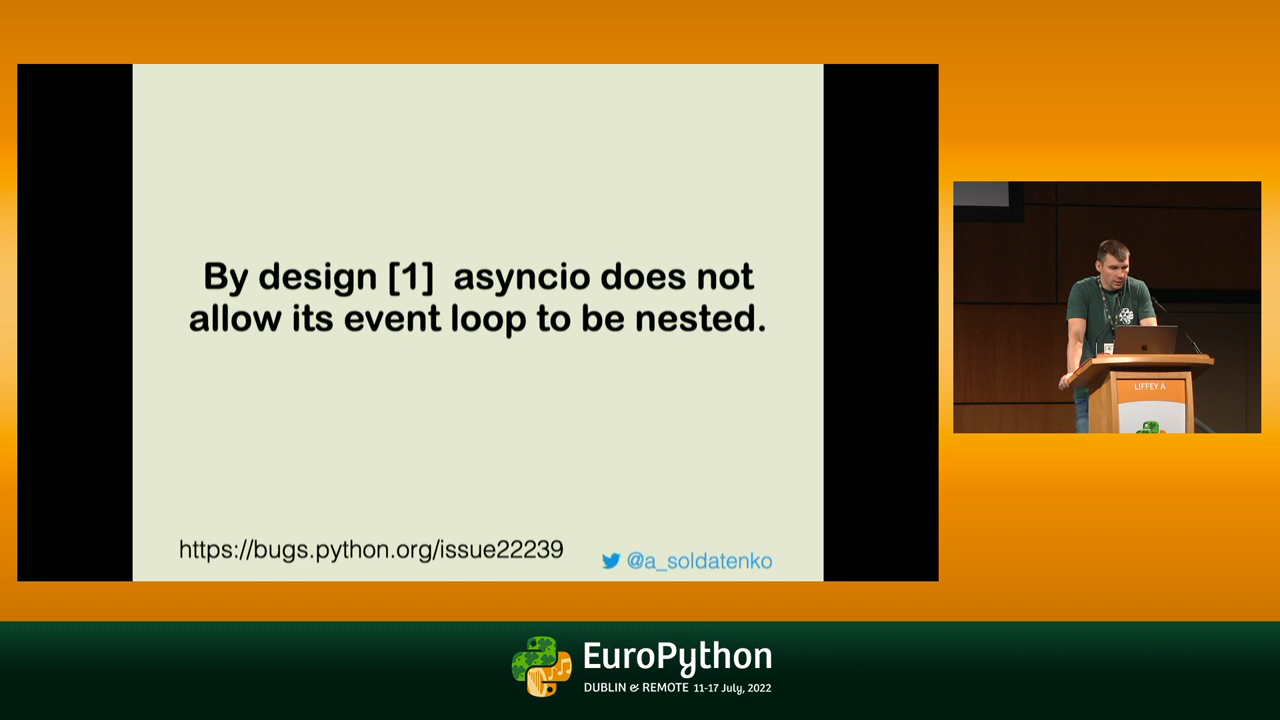 By design [1] asyncio does not
allow its event loop to be nested.
https://bugs.python.org/issue22239
@a_soldatenko
LIFFEY A
EuroPython
DUBLIN & REMOTE 11-17 July, 2022